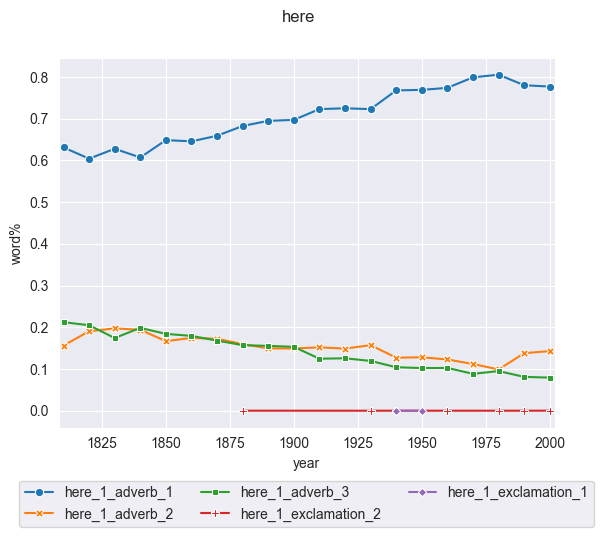 here
0.8
0.7
0.6
0.5
0.4
0.3
0.2
0.1
0.0
word%
1825 1850 1875 1900 1925 1950 1975 2000
year
here_1_adverb_1 here_1_adverb_3 here_1_exclamation_1
here_1_adverb_2 here_1_exclamation_2